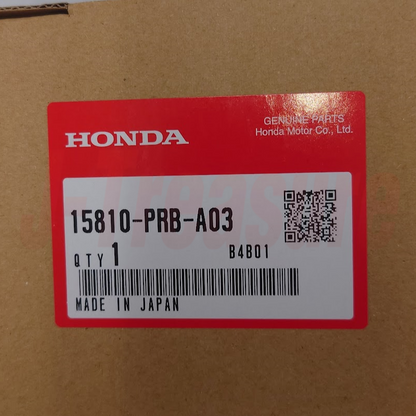 GENUINE PARTS
HONDA Honda Motor Co., Ltd.
15810-PRB-A03
QTY 1 B4B01
MADE IN JAPAN